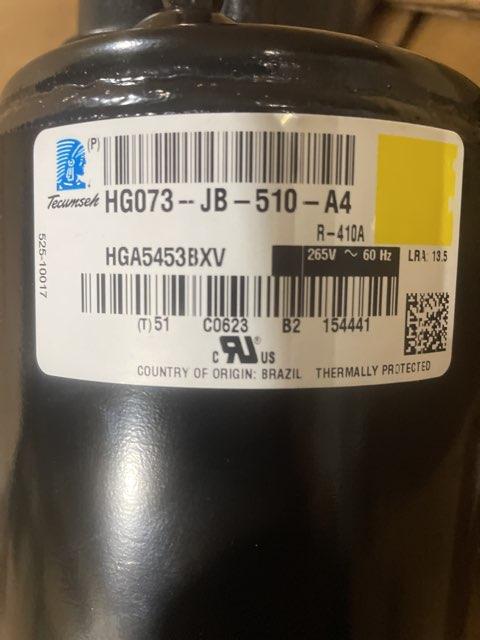 (P)
Tecumseh
HG073--JB-510-A4
R-410A
HGA5453BXV
265V ~ 60 Hz
LRA: 13.5
525-10017
(T)51 C0623 B2 154441
C RU® US
COUNTRY OF ORIGIN: BRAZIL THERMALLY PROTECTED